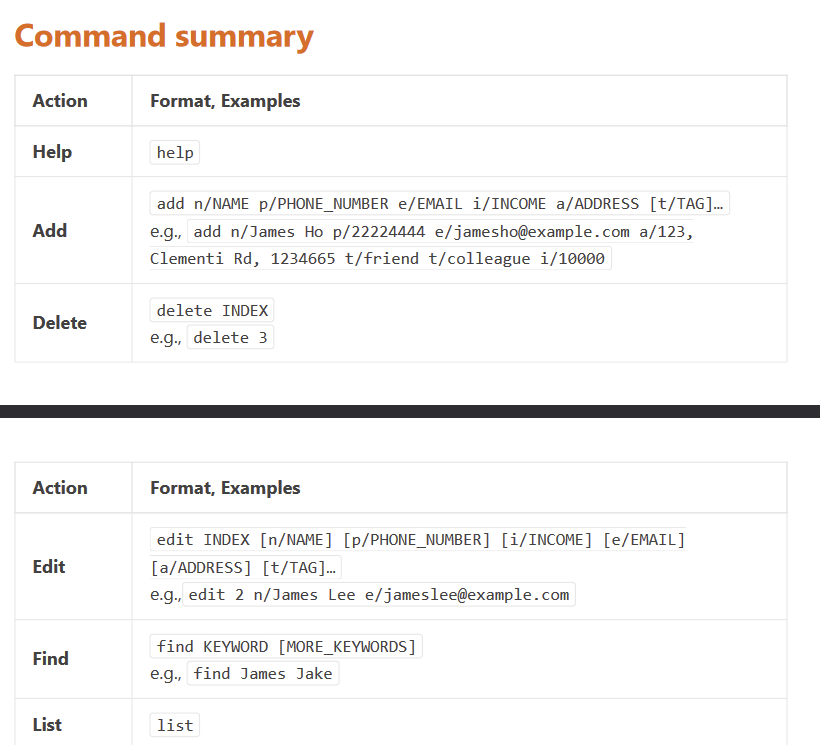 Command summary
Action Format, Examples
Help help
add n/NAME p/PHONE_NUMBER e/EMAIL i/INCOME a/ADDRESS [t/TAG]…
Add e.g., add n/James Ho p/22224444 e/jamesho@example.com a/123,
Clementi Rd, 1234665 t/friend t/colleague i/10000
delete INDEX
Delete
e.g., delete 3
Action Format, Examples
edit INDEX [n/NAME] [p/PHONE_NUMBER] [i/INCOME] [e/EMAIL]
Edit [a/ADDRESS] [t/TAG]…
e.g., edit 2 n/James Lee e/jameslee@example.com
find KEYWORD [MORE_KEYWORDS]
Find
e.g., find James Jake
List list